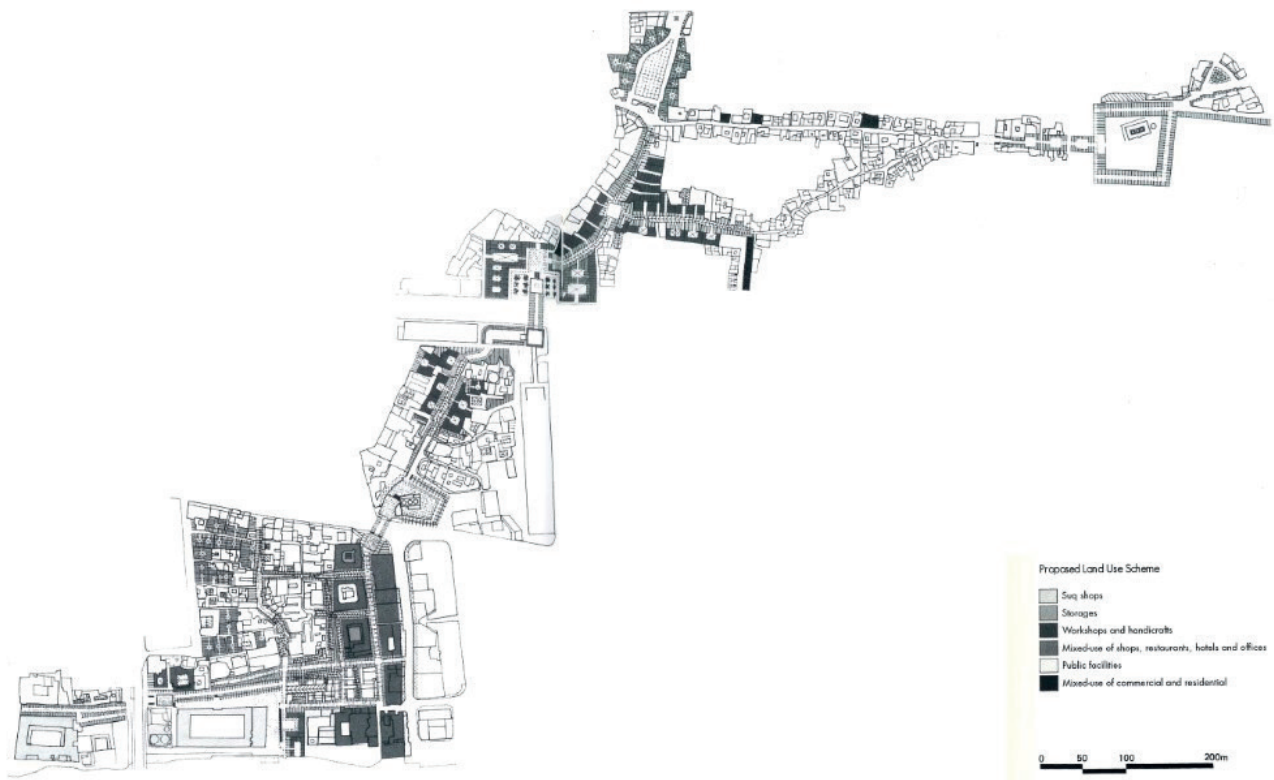 Proposed Land Use Scheme
Suq shops
Storages
Workshops and handicrafts
Mixed-use of shops, restaurants, hotels and offices
Public facilities
Mixed-use of commercial and residential
0 50 100 200m